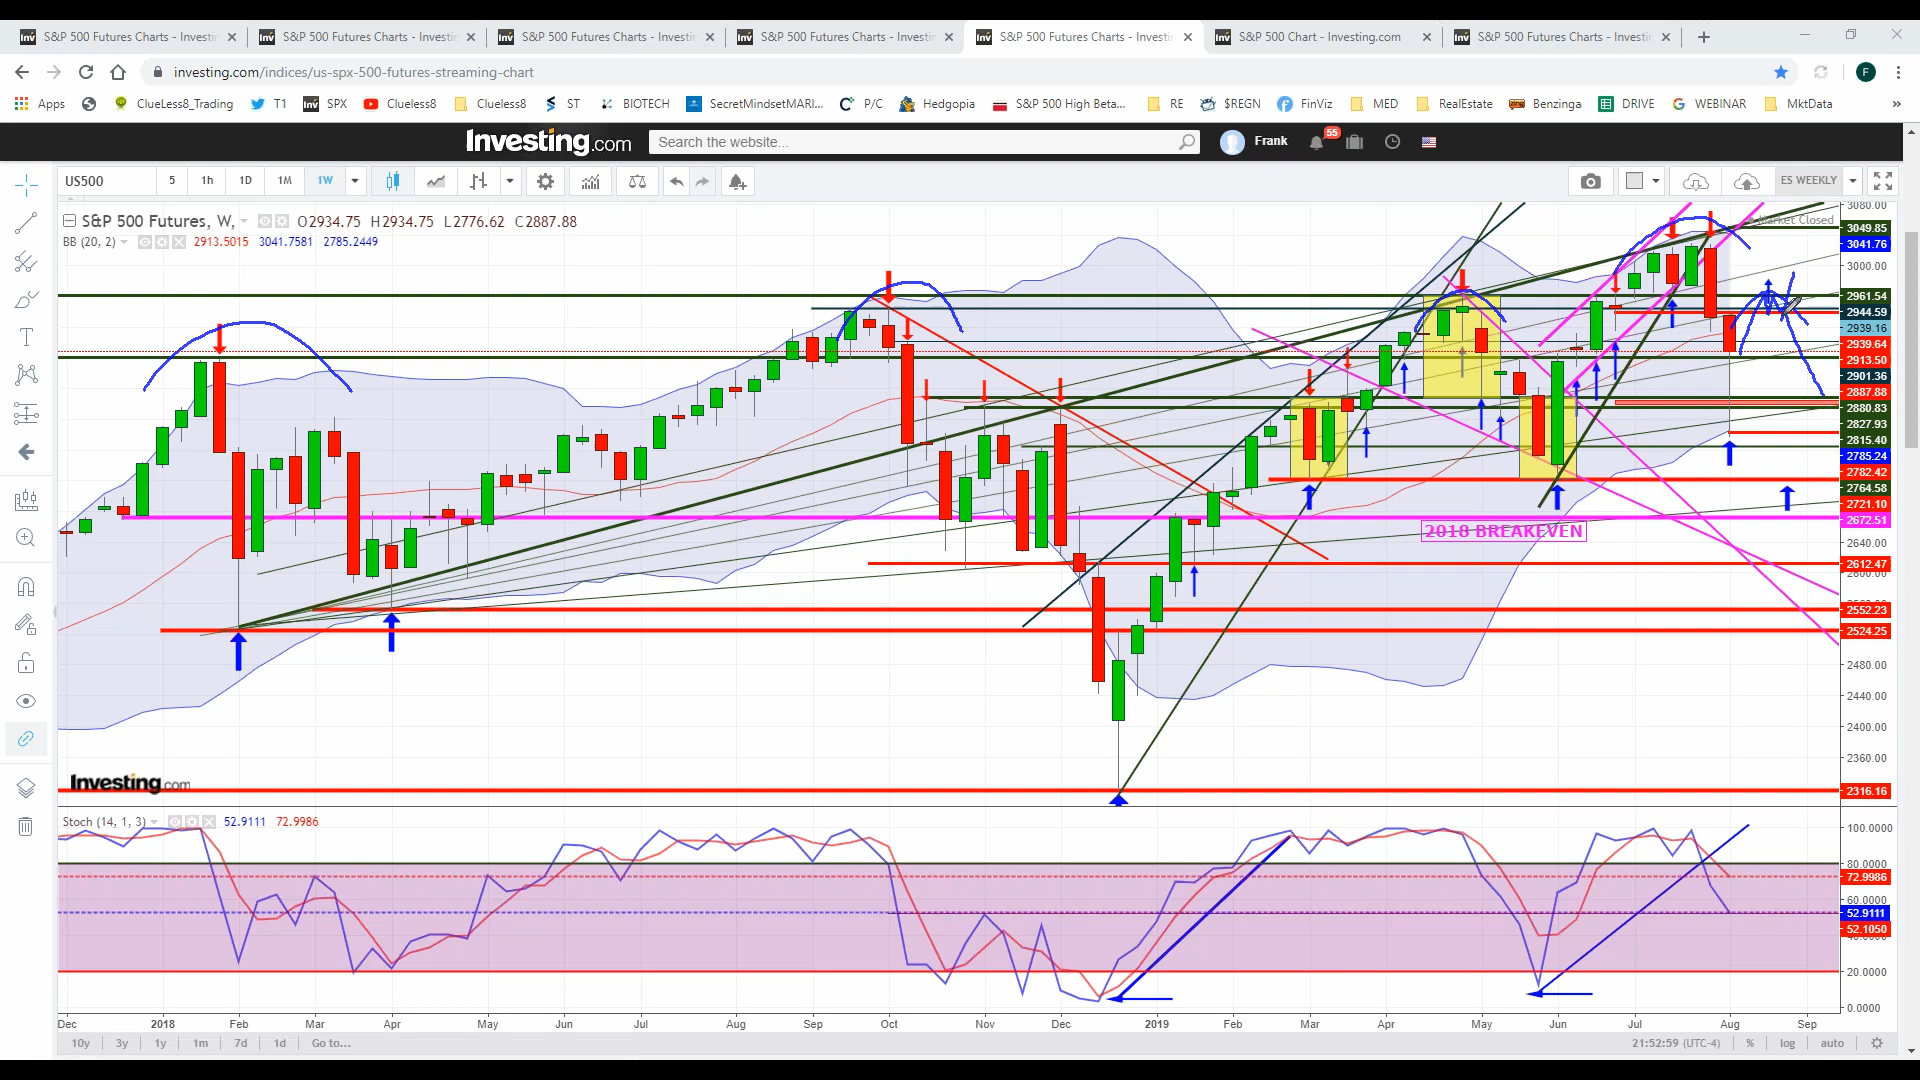 S&P 500 Futures Charts - Investi
S&P 500 Futures Charts - Investi
S&P 500 Futures Charts - Investi
S&P 500 Futures Charts - Investi
S&P 500 Futures Charts - Investi
S&P 500 Chart - Investing.com
S&P 500 Futures Charts - Investi
investing.com/indices/us-spx-500-futures-streaming-chart
F
Apps ClueLess8_Trading T1 SPX Clueless8 Clueless8 ST BIOTECH SecretMindsetMARI... P/C Hedgopia S&P 500 High Beta... RE $REGN FinViz MED RealEstate Benzinga DRIVE WEBINAR MktData »
Investing.com Search the website... Frank 55
US500 5 1h 1D 1M 1W ES WEEKLY
S&P 500 Futures, W, O2934.75 H2934.75 L2776.62 C2887.88
BB (20, 2) 2913.5015 3041.7581 2785.2449
Market Closed
3080.00
3049.85
3041.76
3000.00
2961.54
2944.59
2939.16
2939.64
2913.50
2901.36
2887.88
2880.83
2827.93
2815.40
2785.24
2782.42
2764.58
2721.10
2672.51
2018 BREAKEVEN
2640.00
2612.47
2600.00
2552.23
2524.25
2480.00
2440.00
2400.00
2360.00
Investing.com
2316.16
Stoch (14, 1, 3) 52.9111 72.9986
100.0000
80.0000
72.9986
60.0000
52.9111
52.1050
20.0000
0.0000
Dec 2018 Feb Mar Apr May Jun Jul Aug Sep Oct Nov Dec 2019 Feb Mar Apr May Jun Jul Aug Sep
10y 3y 1y 1m 7d 1d Go to... 21:52:59 (UTC-4) % log auto